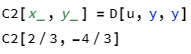 C2[x_, y_] = D[u, y, y]
C2[2 / 3, -4 / 3]